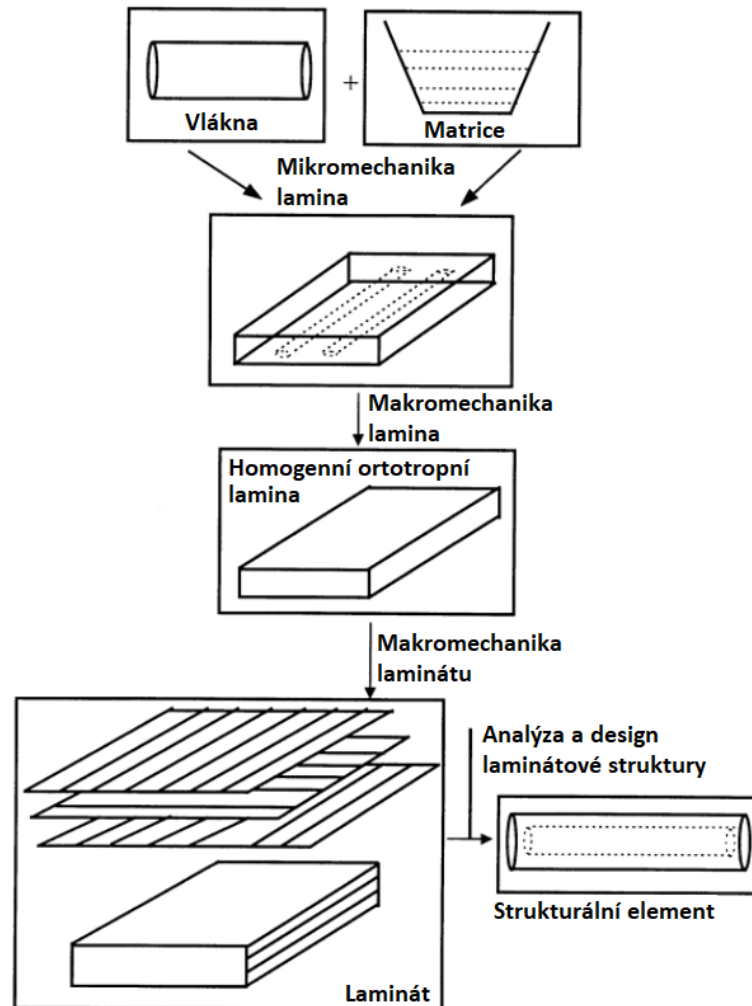 Vlákna
+
Matrice
Mikromechanika
lamina
Makromechanika
lamina
Homogenní ortotropní
lamina
Makromechanika
laminátu
Analýza a design
laminátové struktury
Strukturální element
Laminát